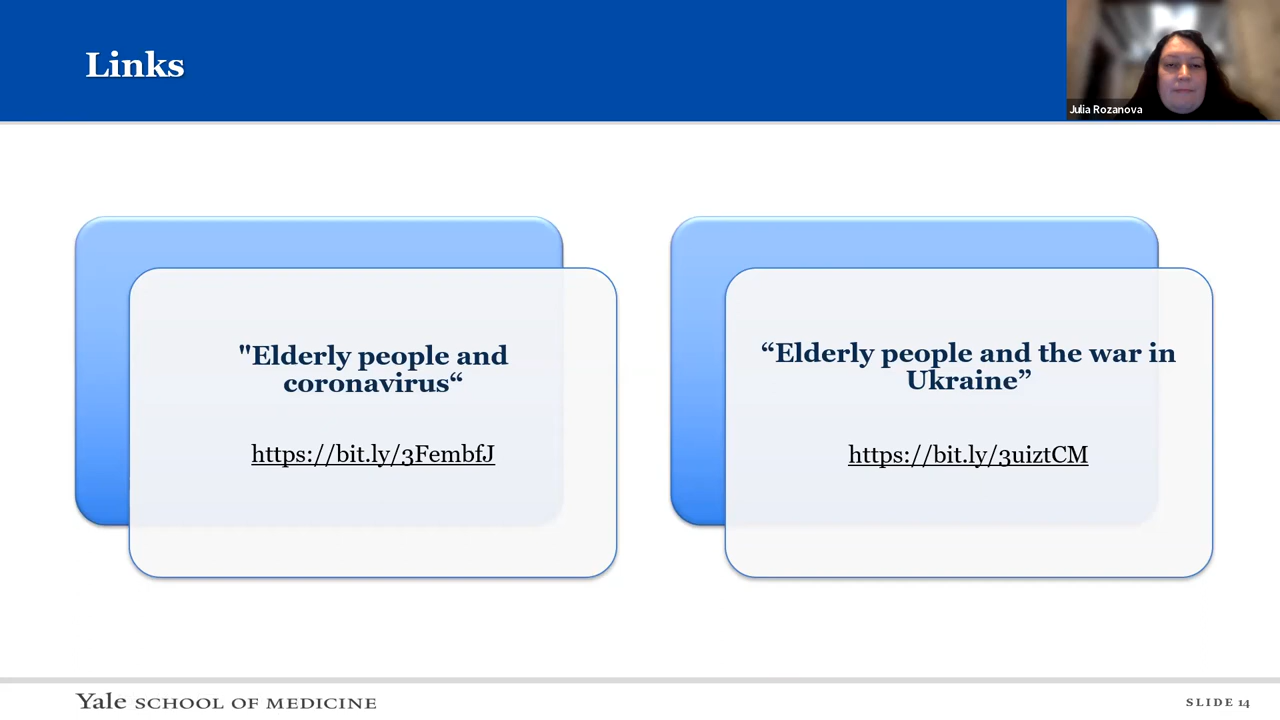 Links
Julia Rozanova
"Elderly people and
coronavirus“
https://bit.ly/3FembfJ
“Elderly people and the war in
Ukraine”
https://bit.ly/3uiztCM
Yale SCHOOL OF MEDICINE
SLIDE 14